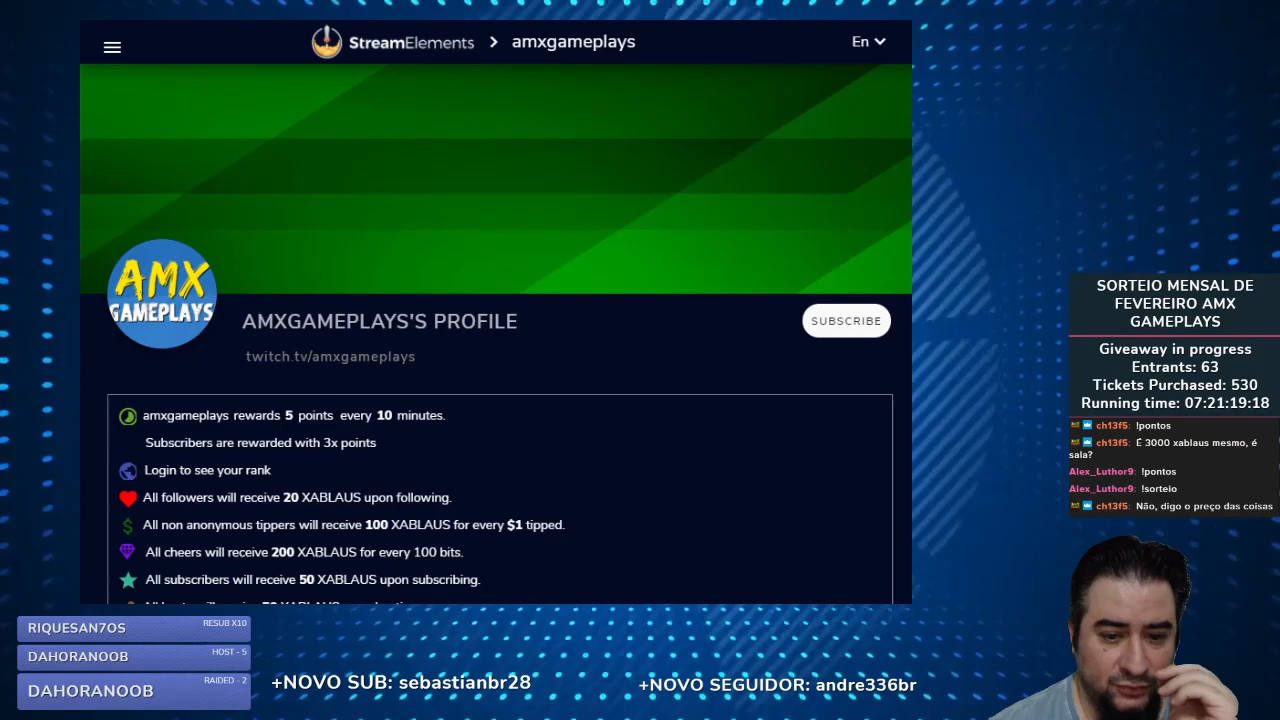 StreamElements > amxgameplays
En
AMX
GAMEPLAYS
AMXGAMEPLAYS'S PROFILE
SUBSCRIBE
twitch.tv/amxgameplays
amxgameplays rewards 5 points every 10 minutes.
Subscribers are rewarded with 3x points
Login to see your rank
All followers will receive 20 XABLAUS upon following.
All non anonymous tippers will receive 100 XABLAUS for every $1 tipped.
All cheers will receive 200 XABLAUS for every 100 bits.
All subscribers will receive 50 XABLAUS upon subscribing.
SORTEIO MENSAL DE
FEVEREIRO AMX
GAMEPLAYS
Giveaway in progress
Entrants: 63
Tickets Purchased: 530
Running time: 07:21:19:18
ch13f5: !pontos
ch13f5: É 3000 xablaus mesmo, é
sala?
Alex_Luthor9: !pontos
Alex_Luthor9: !sorteio
ch13f5: Não, digo o preço das coisas
RIQUESAN7OS RESUB X10
DAHORANOOB HOST - 5
DAHORANOOB RAIDED - 2
+NOVO SUB: sebastianbr28
+NOVO SEGUIDOR: andre336br